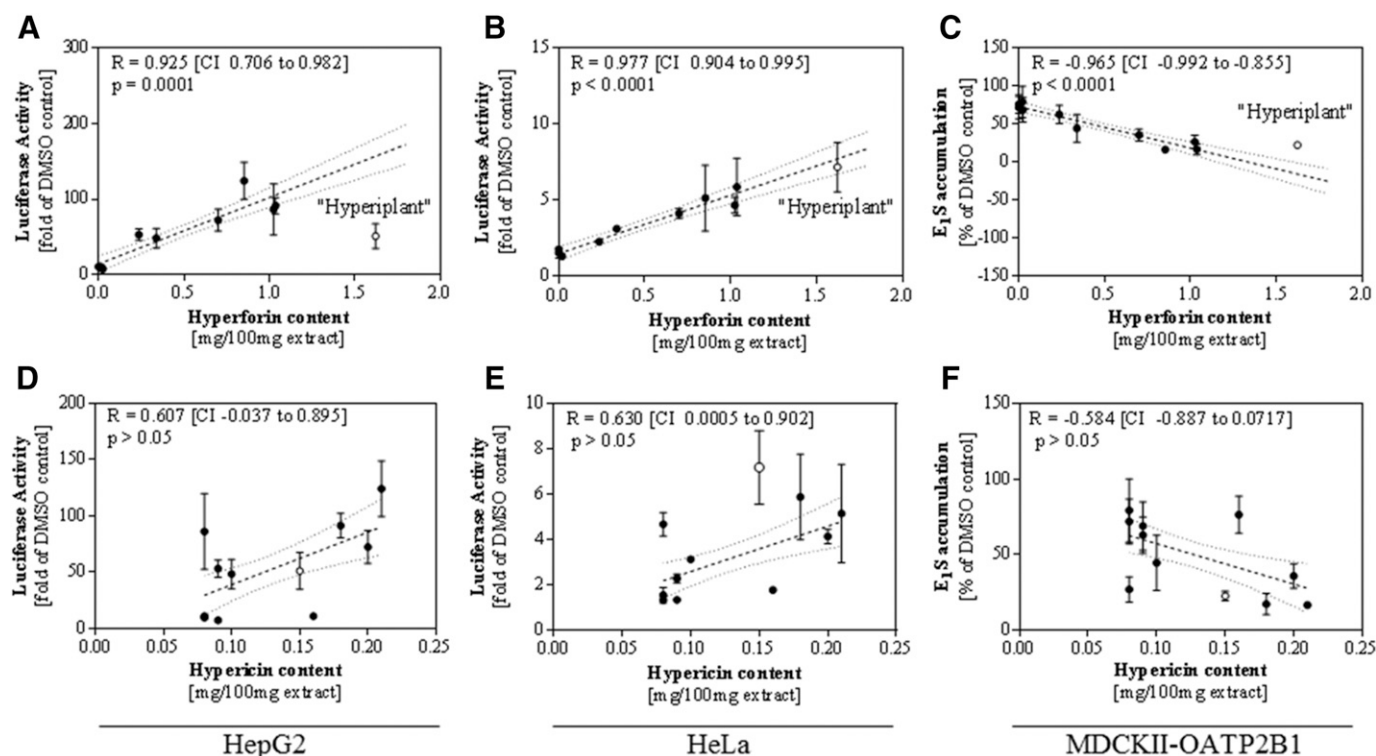 A
Luciferase Activity
[fold of DMSO control]
300
200
100
0
R = 0.925 [CI 0.706 to 0.982]
p = 0.0001
"Hyperiplant"
0.0
0.5
1.0
1.5
2.0
Hyperforin content
[mg/100mg extract]
B
Luciferase Activity
[fold of DMSO control]
15
10
5
0
R = 0.977 [CI 0.904 to 0.995]
p < 0.0001
"Hyperiplant"
0.0
0.5
1.0
1.5
2.0
Hyperforin content
[mg/100mg extract]
C
E₁S accumulation
[% of DMSO control]
150
100
50
0
-50
-100
-150
R = -0.965 [CI -0.992 to -0.855]
p < 0.0001
"Hyperiplant"
0.0
0.5
1.0
1.5
2.0
Hyperforin content
[mg/100mg extract]
D
Luciferase Activity
[fold of DMSO control]
200
150
100
50
0
R = 0.607 [CI -0.037 to 0.895]
p > 0.05
0.00
0.05
0.10
0.15
0.20
0.25
Hypericin content
[mg/100mg extract]
HepG2
E
Luciferase Activity
[fold of DMSO control]
10
8
6
4
2
0
R = 0.630 [CI 0.0005 to 0.902]
p > 0.05
0.00
0.05
0.10
0.15
0.20
0.25
Hypericin content
[mg/100mg extract]
HeLa
F
E₁S accumulation
[% of DMSO control]
150
100
50
0
R = -0.584 [CI -0.887 to 0.0717]
p > 0.05
0.00
0.05
0.10
0.15
0.20
0.25
Hypericin content
[mg/100mg extract]
MDCKII-OATP2B1